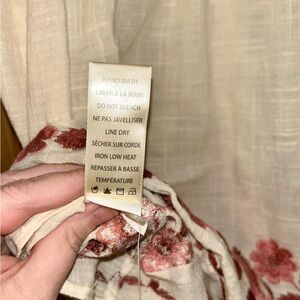 HAND WASH
LAVER A LA MAIN
DO NOT BLEACH
NE PAS JAVELLISER
LINE DRY
SÉCHER SUR CORDE
IRON LOW HEAT
REPASSER À BASSE
TEMPÉRATURE